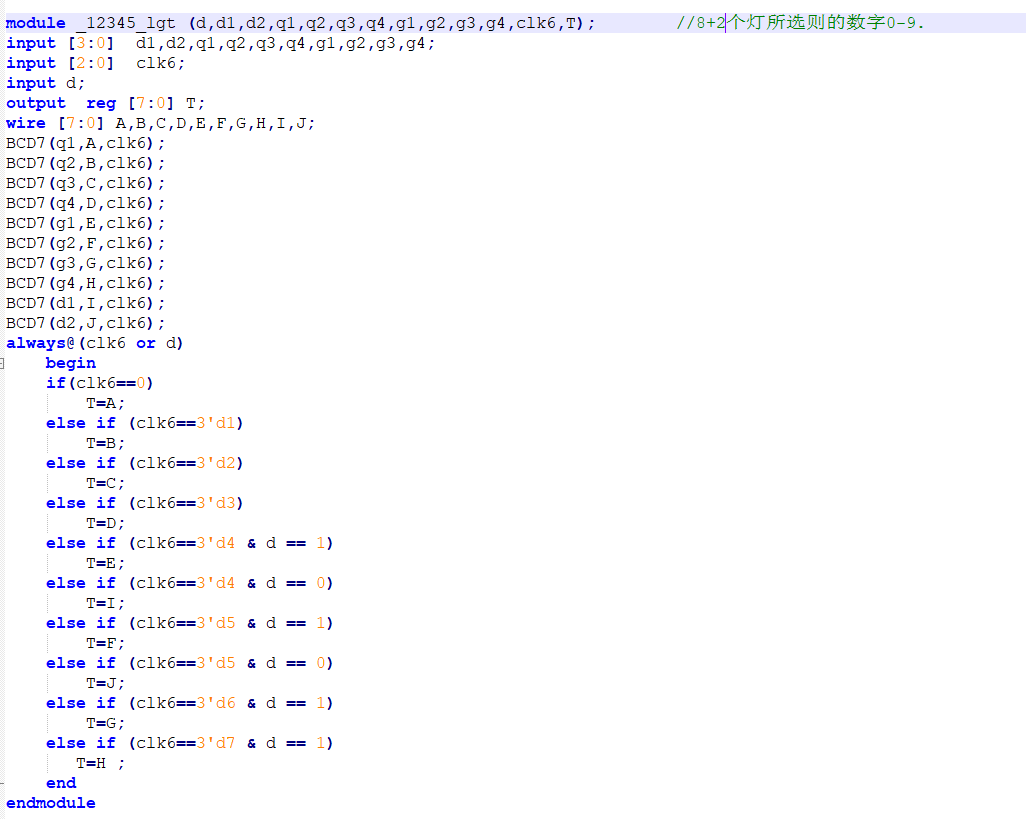 module _12345_lgt (d,d1,d2,q1,q2,q3,q4,g1,g2,g3,g4,clk6,T); //8+2个灯所选则的数字0-9.
input [3:0] d1,d2,q1,q2,q3,q4,g1,g2,g3,g4;
input [2:0] clk6;
input d;
output reg [7:0] T;
wire [7:0] A,B,C,D,E,F,G,H,I,J;
BCD7(q1,A,clk6);
BCD7(q2,B,clk6);
BCD7(q3,C,clk6);
BCD7(q4,D,clk6);
BCD7(g1,E,clk6);
BCD7(g2,F,clk6);
BCD7(g3,G,clk6);
BCD7(g4,H,clk6);
BCD7(d1,I,clk6);
BCD7(d2,J,clk6);
always@(clk6 or d)
begin
if(clk6==0)
T=A;
else if (clk6==3'd1)
T=B;
else if (clk6==3'd2)
T=C;
else if (clk6==3'd3)
T=D;
else if (clk6==3'd4 & d == 1)
T=E;
else if (clk6==3'd4 & d == 0)
T=I;
else if (clk6==3'd5 & d == 1)
T=F;
else if (clk6==3'd5 & d == 0)
T=J;
else if (clk6==3'd6 & d == 1)
T=G;
else if (clk6==3'd7 & d == 1)
T=H ;
end
endmodule